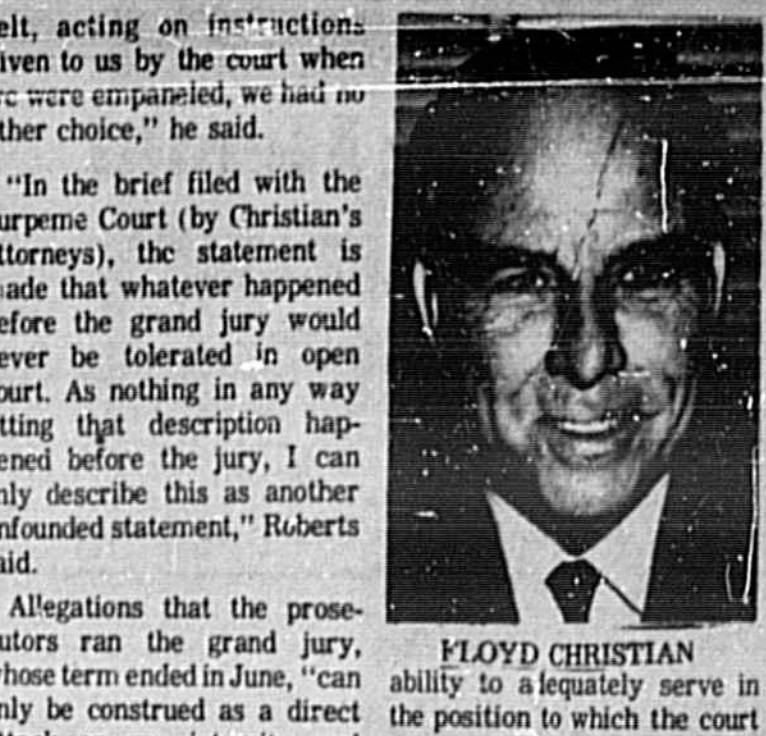 elt, acting on instructions
iven to us by the court when
re were empaneled, we had no
ther choice," he said.
"In the brief filed with the
urpeme Court (by Christian's
ttorneys), the statement is
ade that whatever happened
efore the grand jury would
ever be tolerated in open
ourt. As nothing in any way
tting that description hap-
ened before the jury, I can
nly describe this as another
nfounded statement," Roberts
aid.
Allegations that the prose-
utors ran the grand jury,
whose term ended in June, "can
nly be construed as a direct
FLOYD CHRISTIAN
ability to adequately serve in
the position to which the court